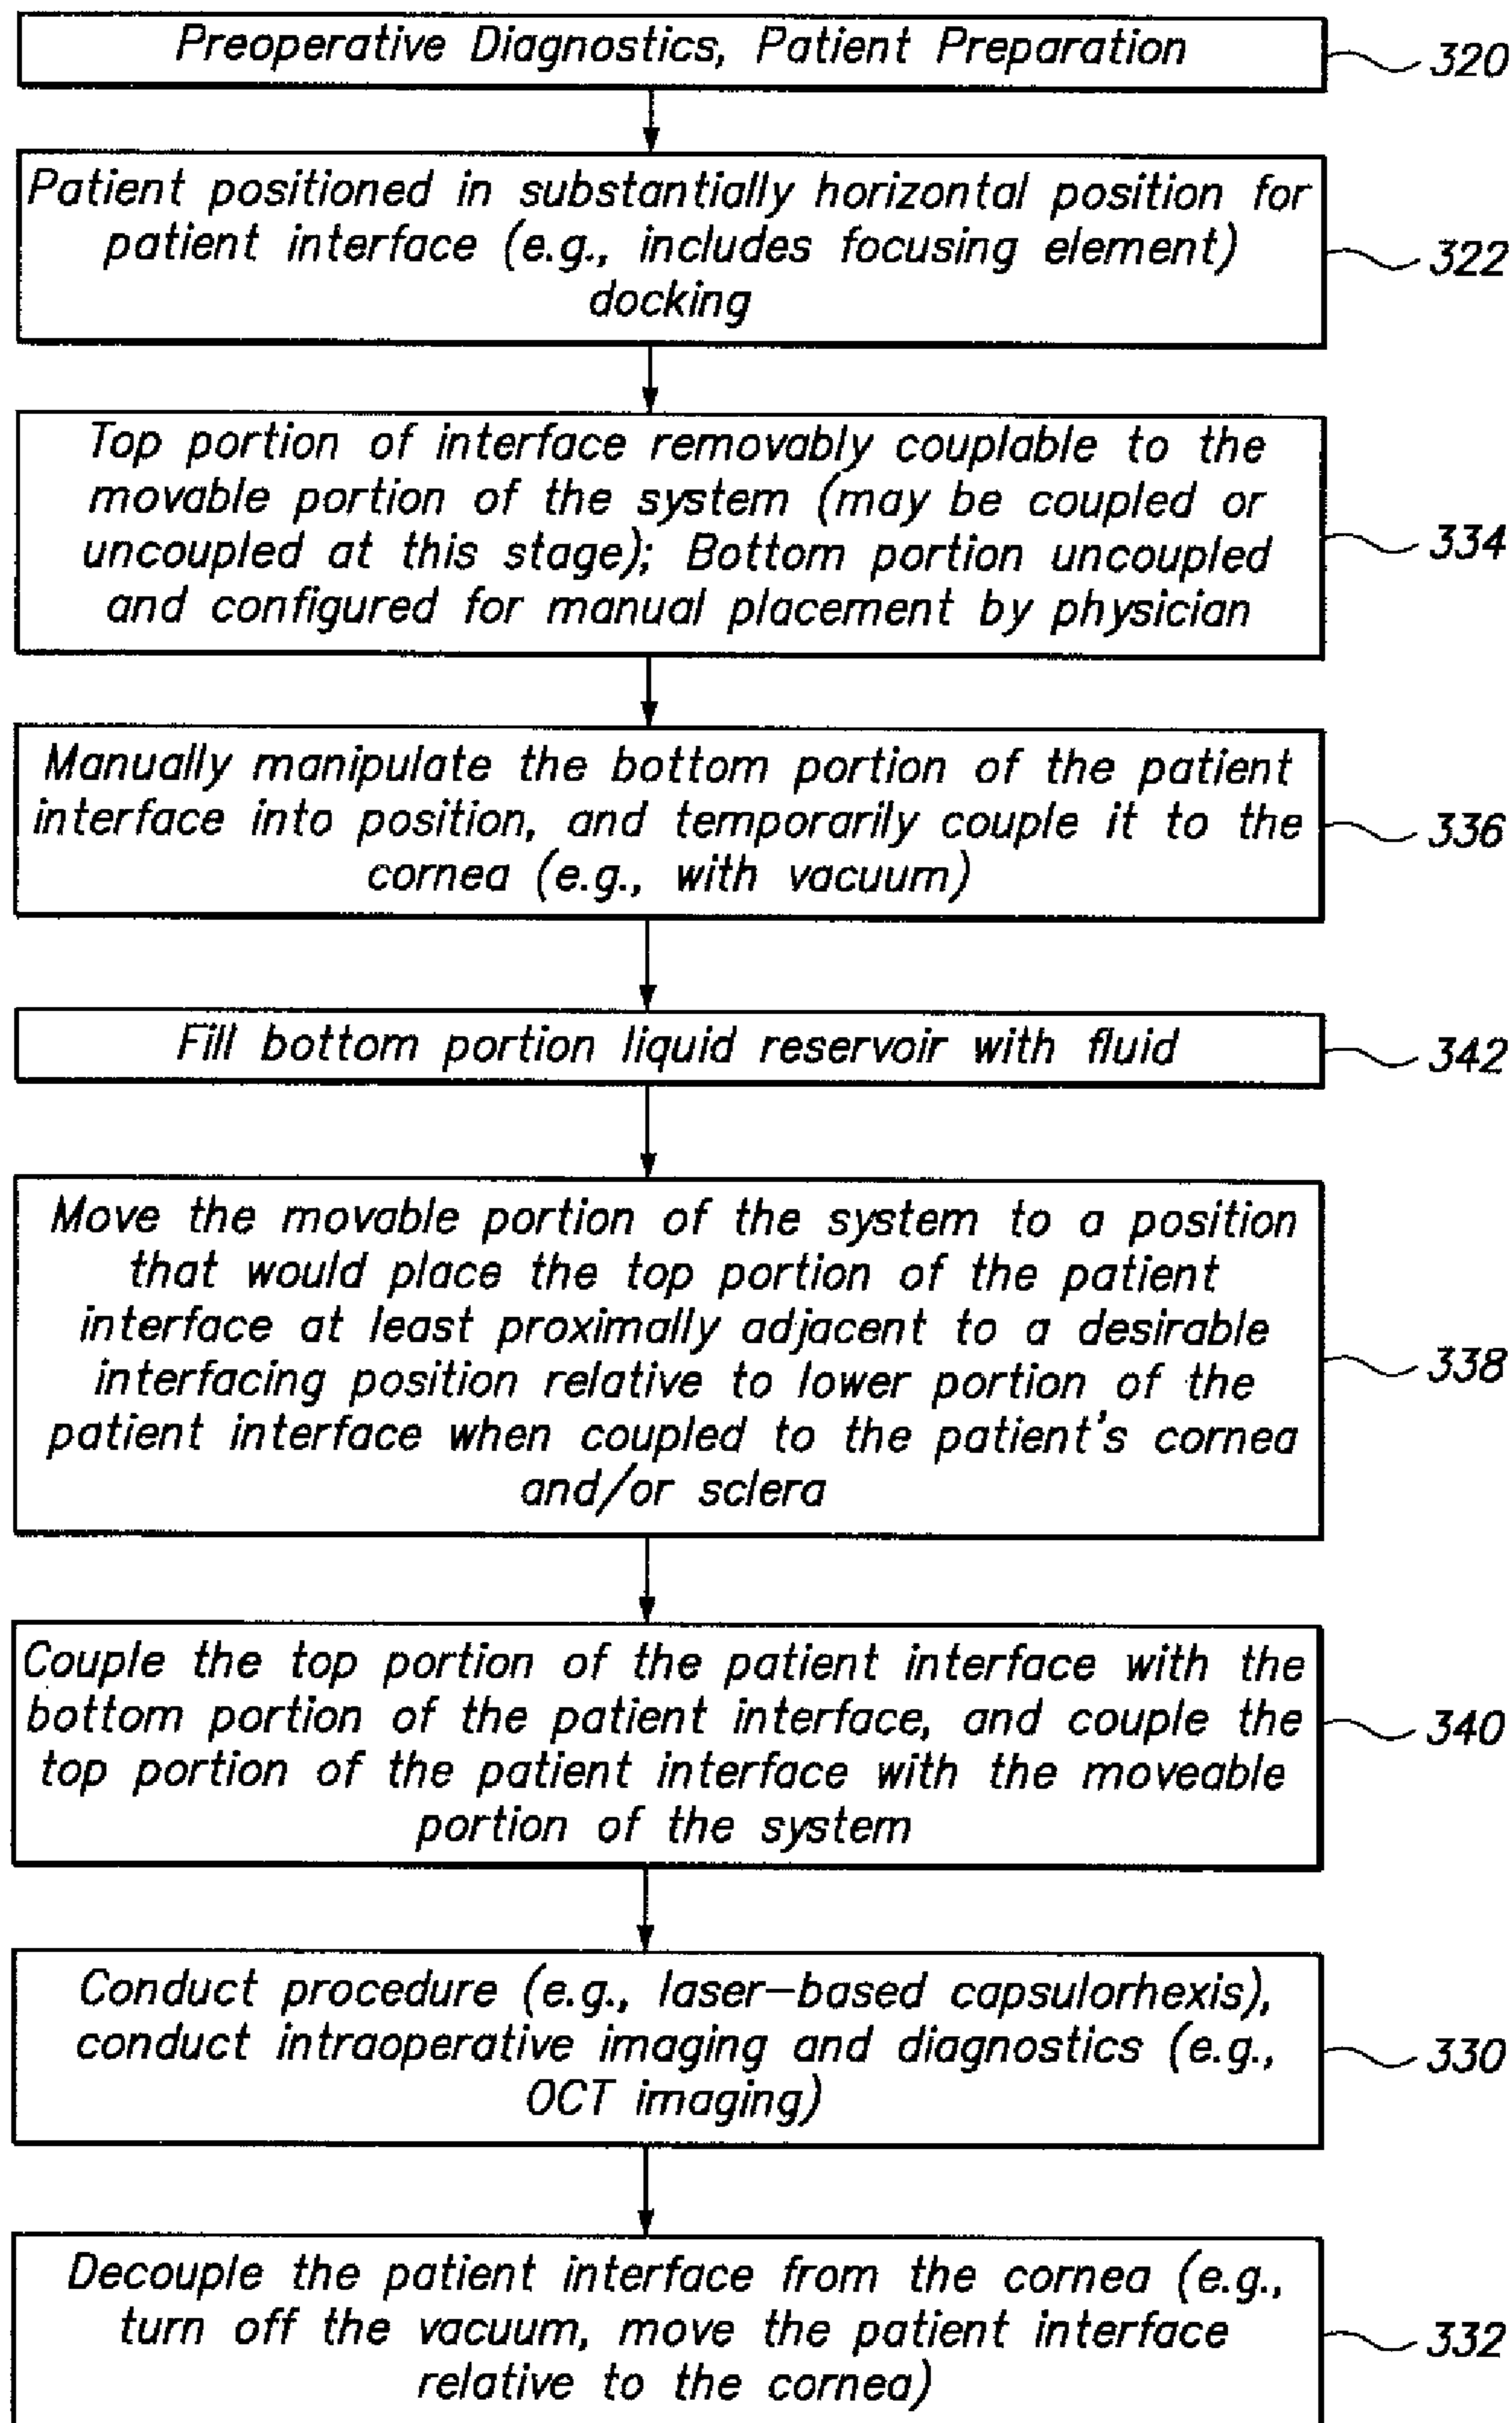 Preoperative Diagnostics, Patient Preparation
320
Patient positioned in substantially horizontal position for
patient interface (e.g., includes focusing element)
docking
322
Top portion of interface removably couplable to the
movable portion of the system (may be coupled or
uncoupled at this stage); Bottom portion uncoupled
and configured for manual placement by physician
334
Manually manipulate the bottom portion of the patient
interface into position, and temporarily couple it to the
cornea (e.g., with vacuum)
336
Fill bottom portion liquid reservoir with fluid
342
Move the movable portion of the system to a position
that would place the top portion of the patient
interface at least proximally adjacent to a desirable
interfacing position relative to lower portion of the
patient interface when coupled to the patient's cornea
and/or sclera
338
Couple the top portion of the patient interface with the
bottom portion of the patient interface, and couple the
top portion of the patient interface with the moveable
portion of the system
340
Conduct procedure (e.g., laser-based capsulorhexis),
conduct intraoperative imaging and diagnostics (e.g.,
OCT imaging)
330
Decouple the patient interface from the cornea (e.g.,
turn off the vacuum, move the patient interface
relative to the cornea)
332